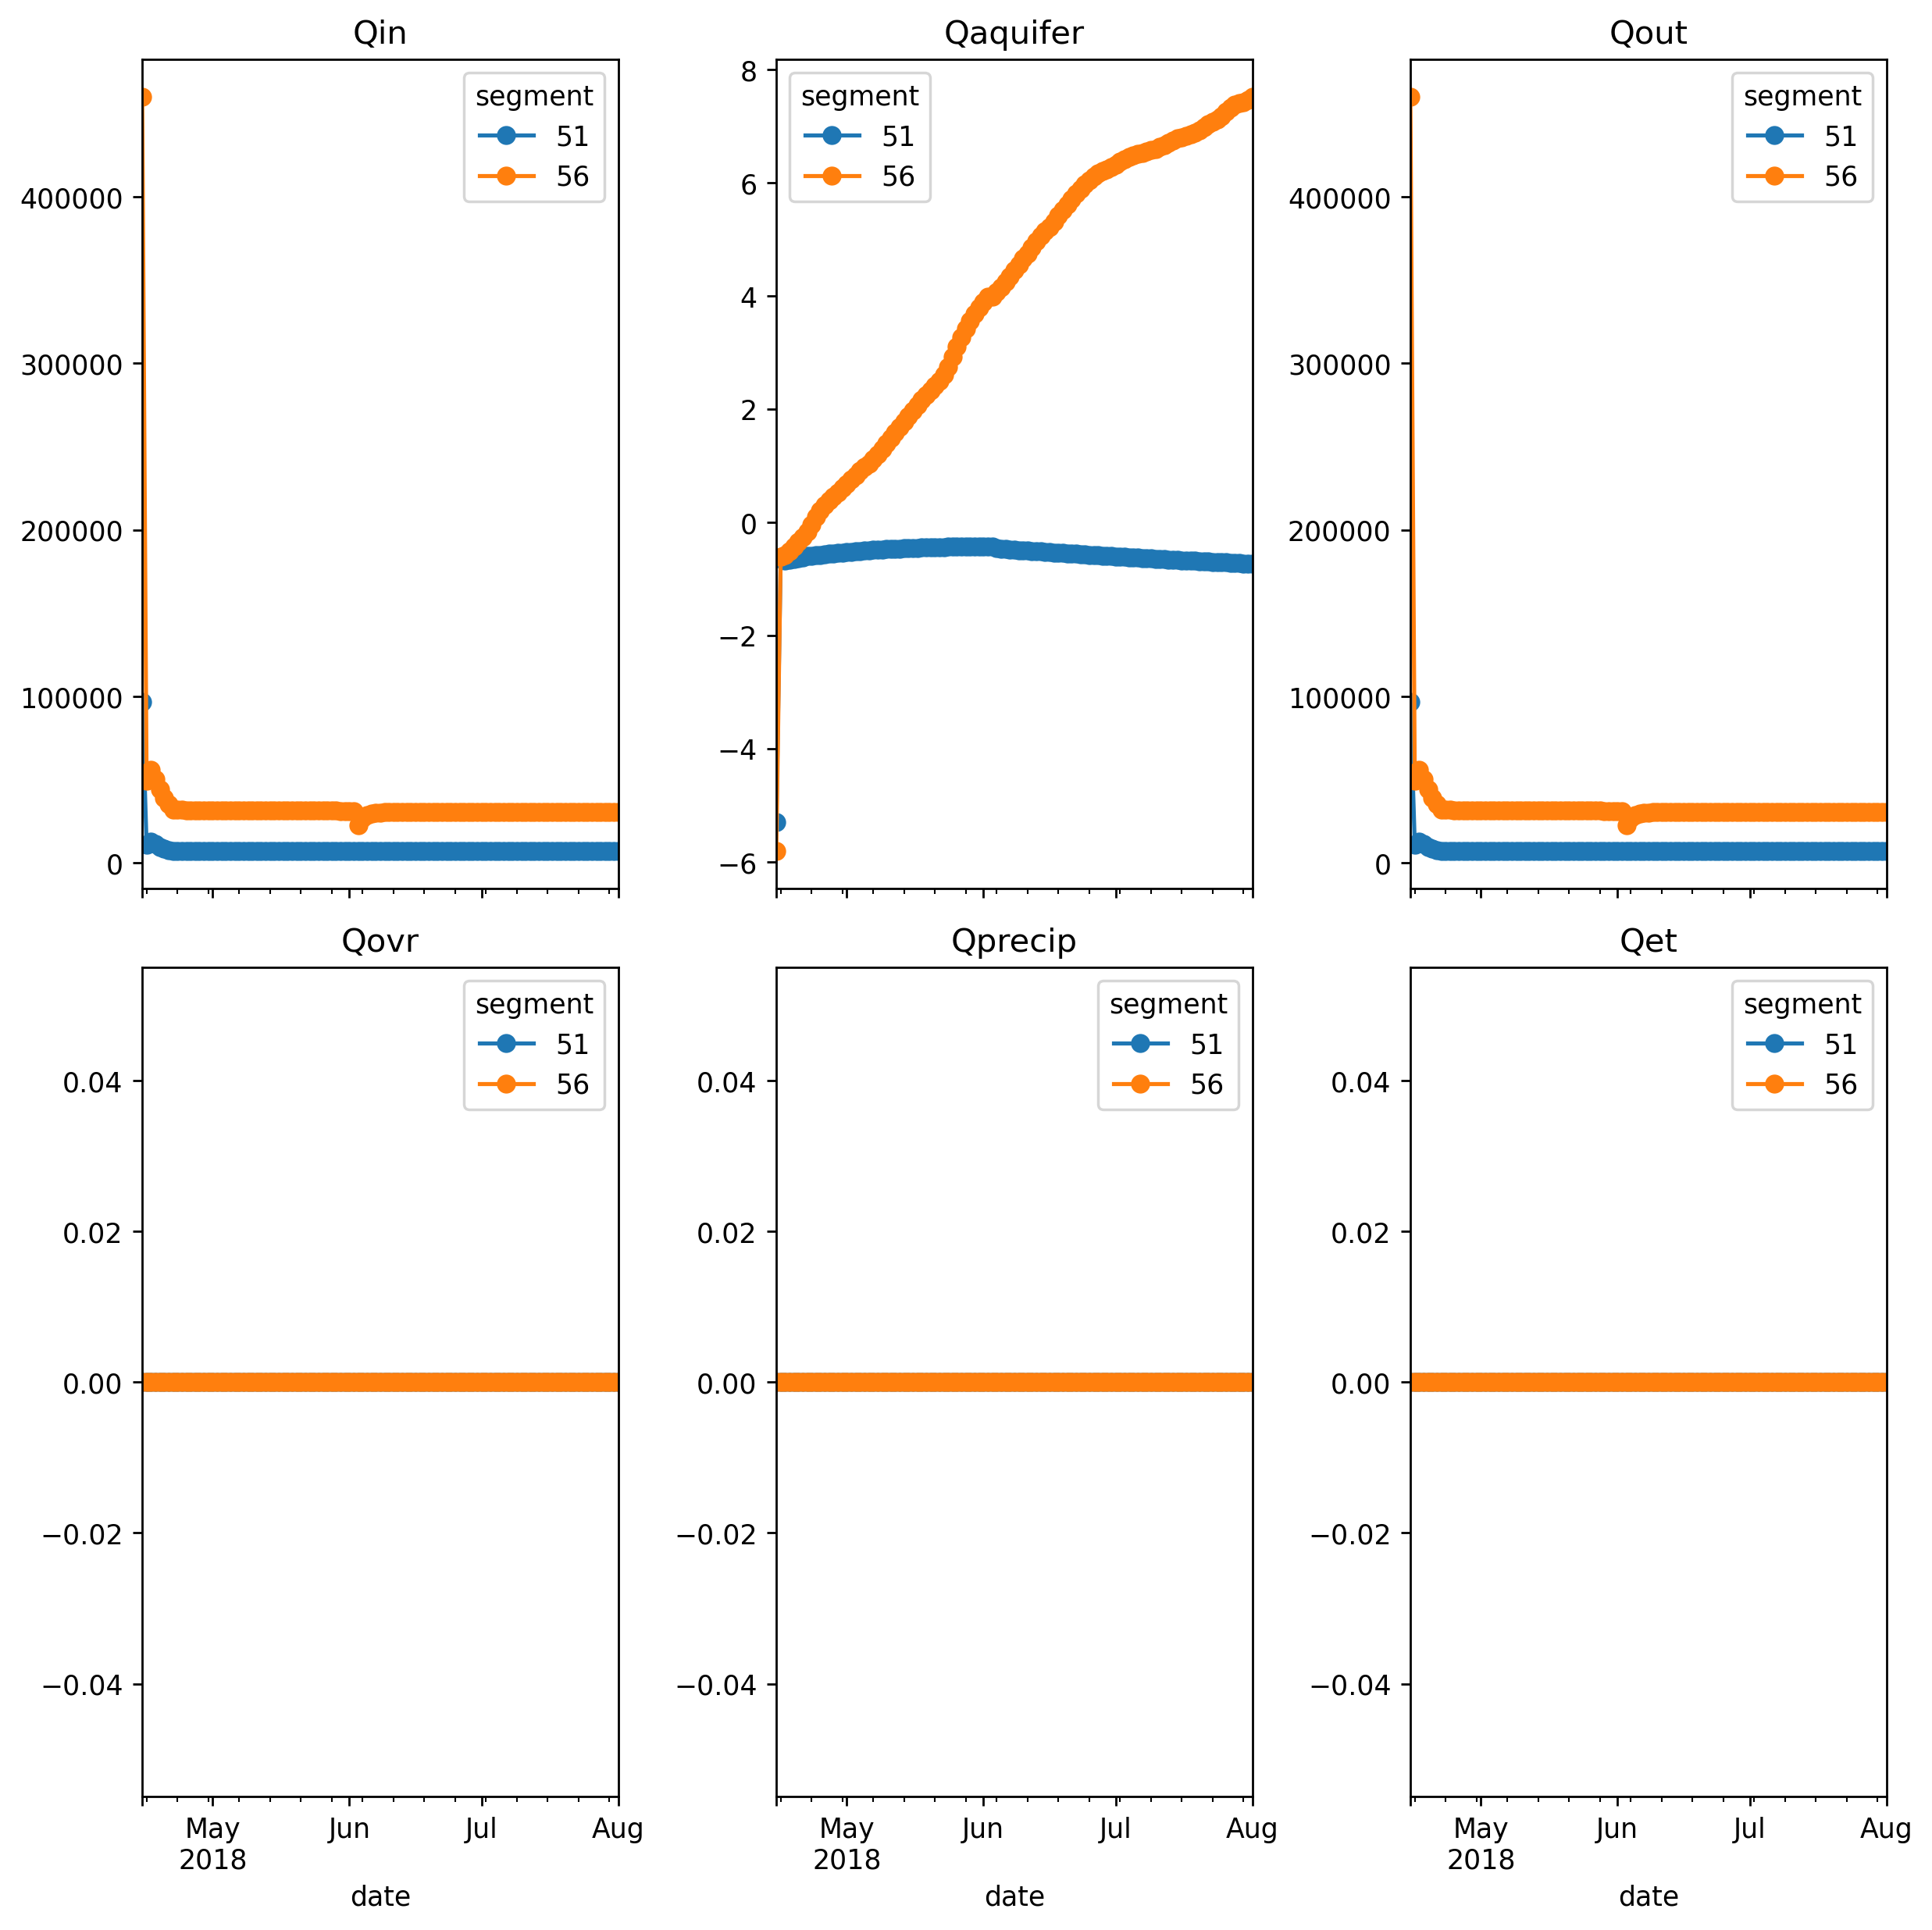 Qin
400000
300000
200000
100000
0
segment
51
56
Qaquifer
8
6
4
2
0
−2
−4
−6
segment
51
56
Qout
400000
300000
200000
100000
0
segment
51
56
Qovr
0.04
0.02
0.00
−0.02
−0.04
segment
51
56
May
2018
Jun
Jul
Aug
date
Qprecip
0.04
0.02
0.00
−0.02
−0.04
segment
51
56
May
2018
Jun
Jul
Aug
date
Qet
0.04
0.02
0.00
−0.02
−0.04
segment
51
56
May
2018
Jun
Jul
Aug
date